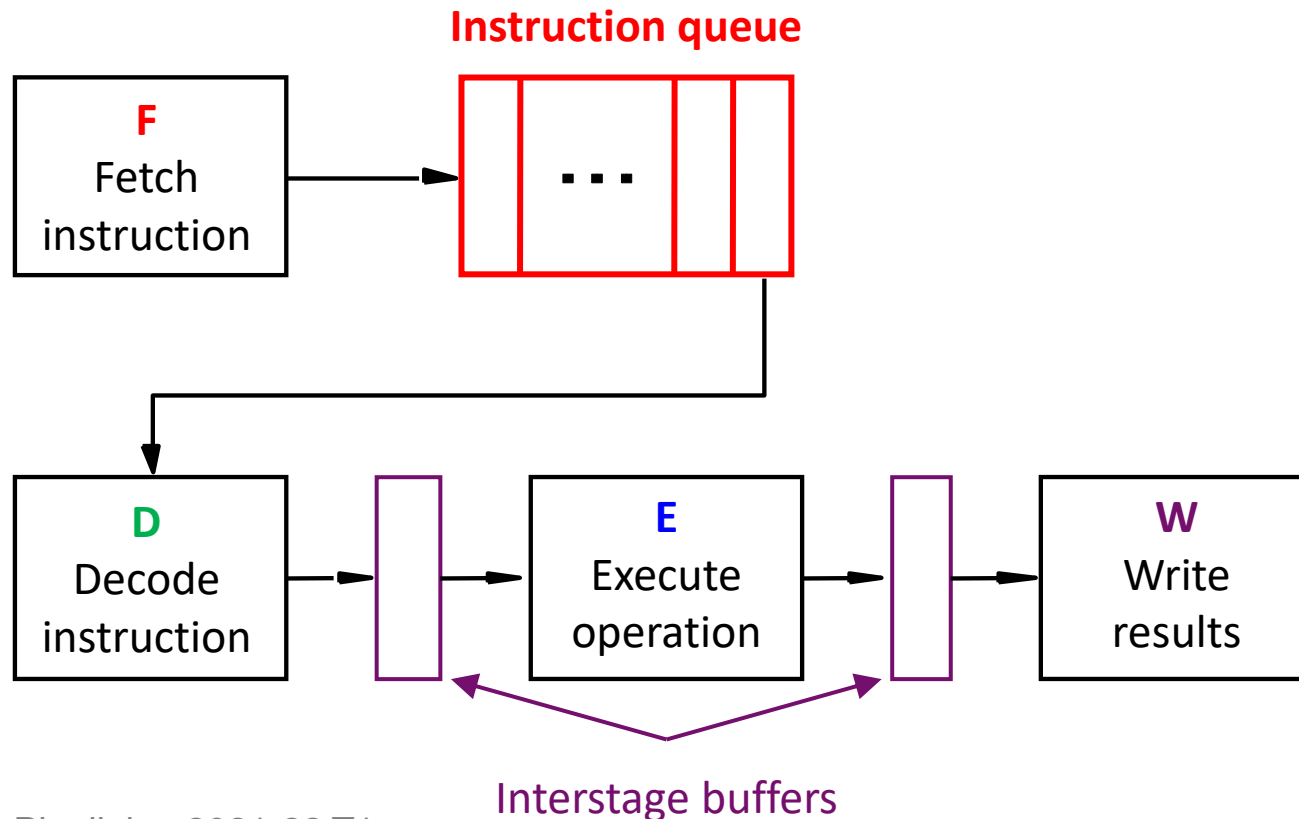 Instruction queue
F
Fetch
instruction
...
D
Decode
instruction
E
Execute
operation
W
Write
results
Interstage buffers